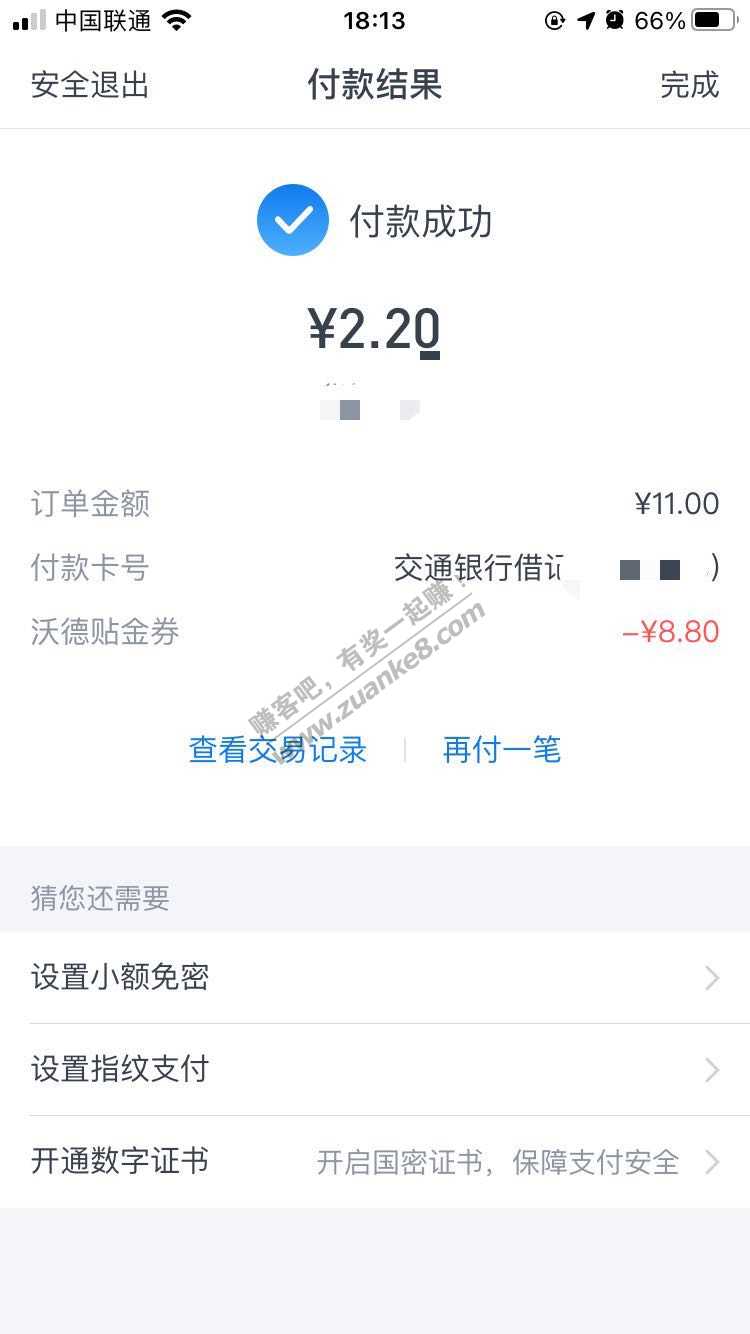 中国联通 18:13 66%
安全退出 付款结果 完成
付款成功
¥2.20
订单金额 ¥11.00
付款卡号 交通银行借记 )
沃德贴金券 -¥8.80
赚客吧，有奖一起赚！
www.zuanke8.com
查看交易记录 再付一笔
猜您还需要
设置小额免密
设置指纹支付
开通数字证书 开启国密证书，保障支付安全